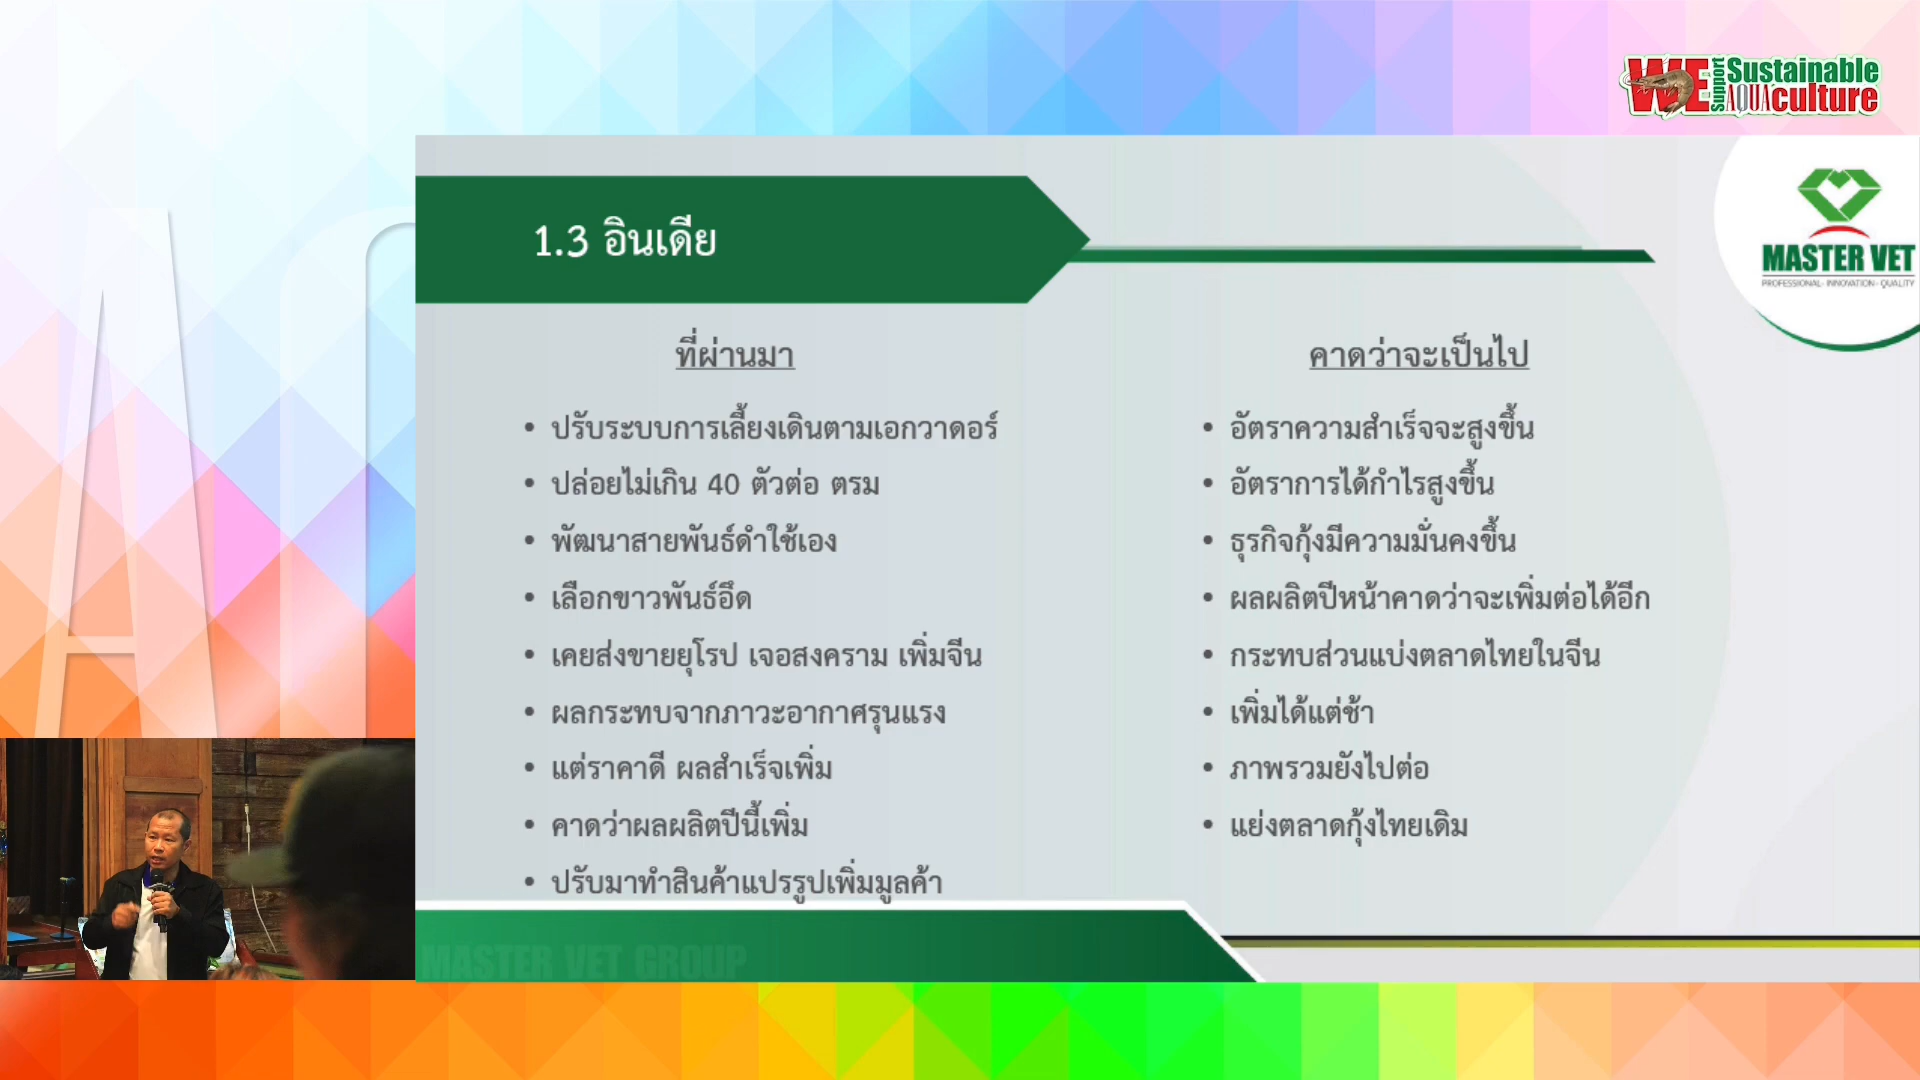 WE Support Sustainable AQUAculture
MASTER VET
PROFESSIONAL- INNOVATION- QUALITY
1.3 อินเดีย
ที่ผ่านมา
• ปรับระบบการเลี้ยงเดินตามเอกวาดอร์
• ปล่อยไม่เกิน 40 ตัวต่อ ตรม
• พัฒนาสายพันธ์ดำใช้เอง
• เลือกขาวพันธ์อึด
• เคยส่งขายยุโรป เจอสงคราม เพิ่มจีน
• ผลกระทบจากภาวะอากาศรุนแรง
• แต่ราคาดี ผลสำเร็จเพิ่ม
• คาดว่าผลผลิตปีนี้เพิ่ม
• ปรับมาทำสินค้าแปรรูปเพิ่มมูลค้า
คาดว่าจะเป็นไป
• อัตราความสำเร็จจะสูงขึ้น
• อัตราการได้กำไรสูงขึ้น
• ธุรกิจกุ้งมีความมั่นคงขึ้น
• ผลผลิตปีหน้าคาดว่าจะเพิ่มต่อได้อีก
• กระทบส่วนแบ่งตลาดไทยในจีน
• เพิ่มได้แต่ช้า
• ภาพรวมยังไปต่อ
• แย่งตลาดกุ้งไทยเดิม
MASTER VET GROUP